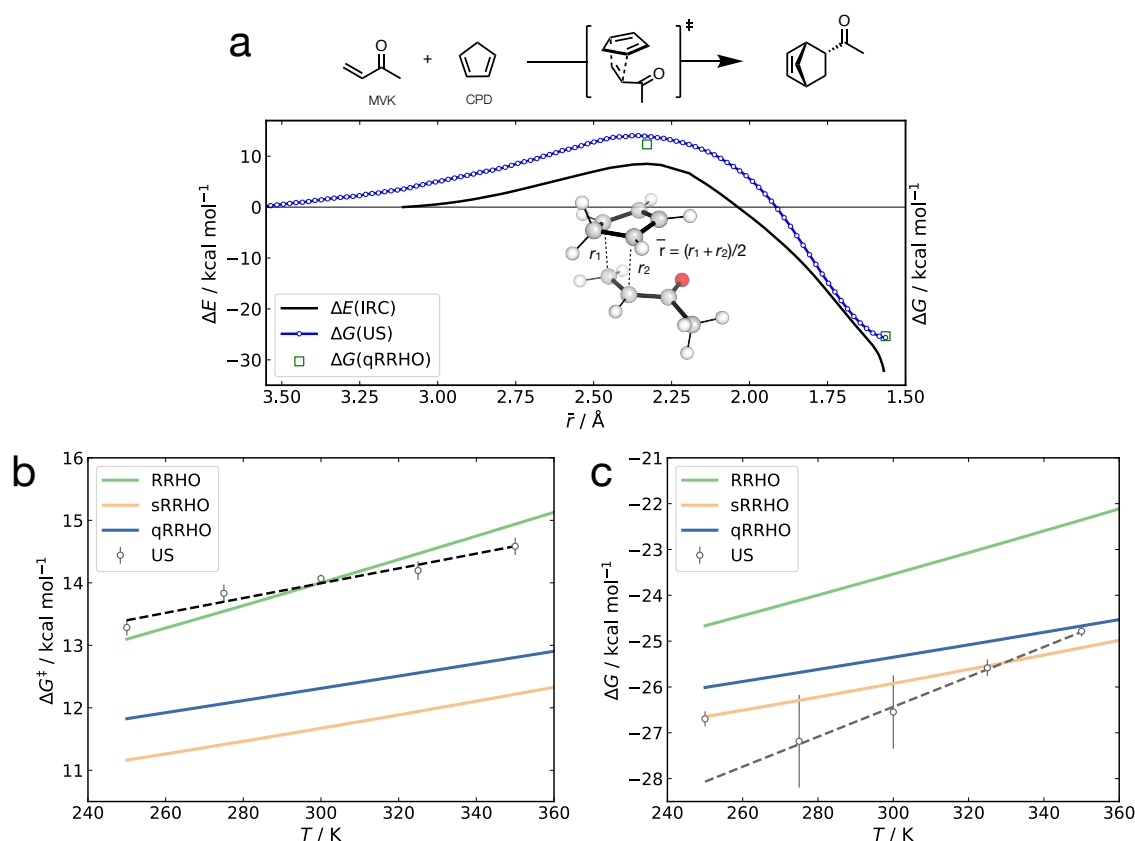 a
O
+
MVK
CPD
‡
O
O
10
0
−10
−20
−30
ΔE / kcal mol⁻¹
ΔG / kcal mol⁻¹
r₁
r₂
r̄ = (r₁ + r₂)/2
ΔE(IRC)
ΔG(US)
ΔG(qRRHO)
3.50 3.25 3.00 2.75 2.50 2.25 2.00 1.75 1.50
r̄ / Å
b
16
15
14
13
12
11
ΔG‡ / kcal mol⁻¹
RRHO
sRRHO
qRRHO
US
240 260 280 300 320 340 360
T / K
c
−21
−22
−23
−24
−25
−26
−27
−28
ΔG / kcal mol⁻¹
RRHO
sRRHO
qRRHO
US
240 260 280 300 320 340 360
T / K